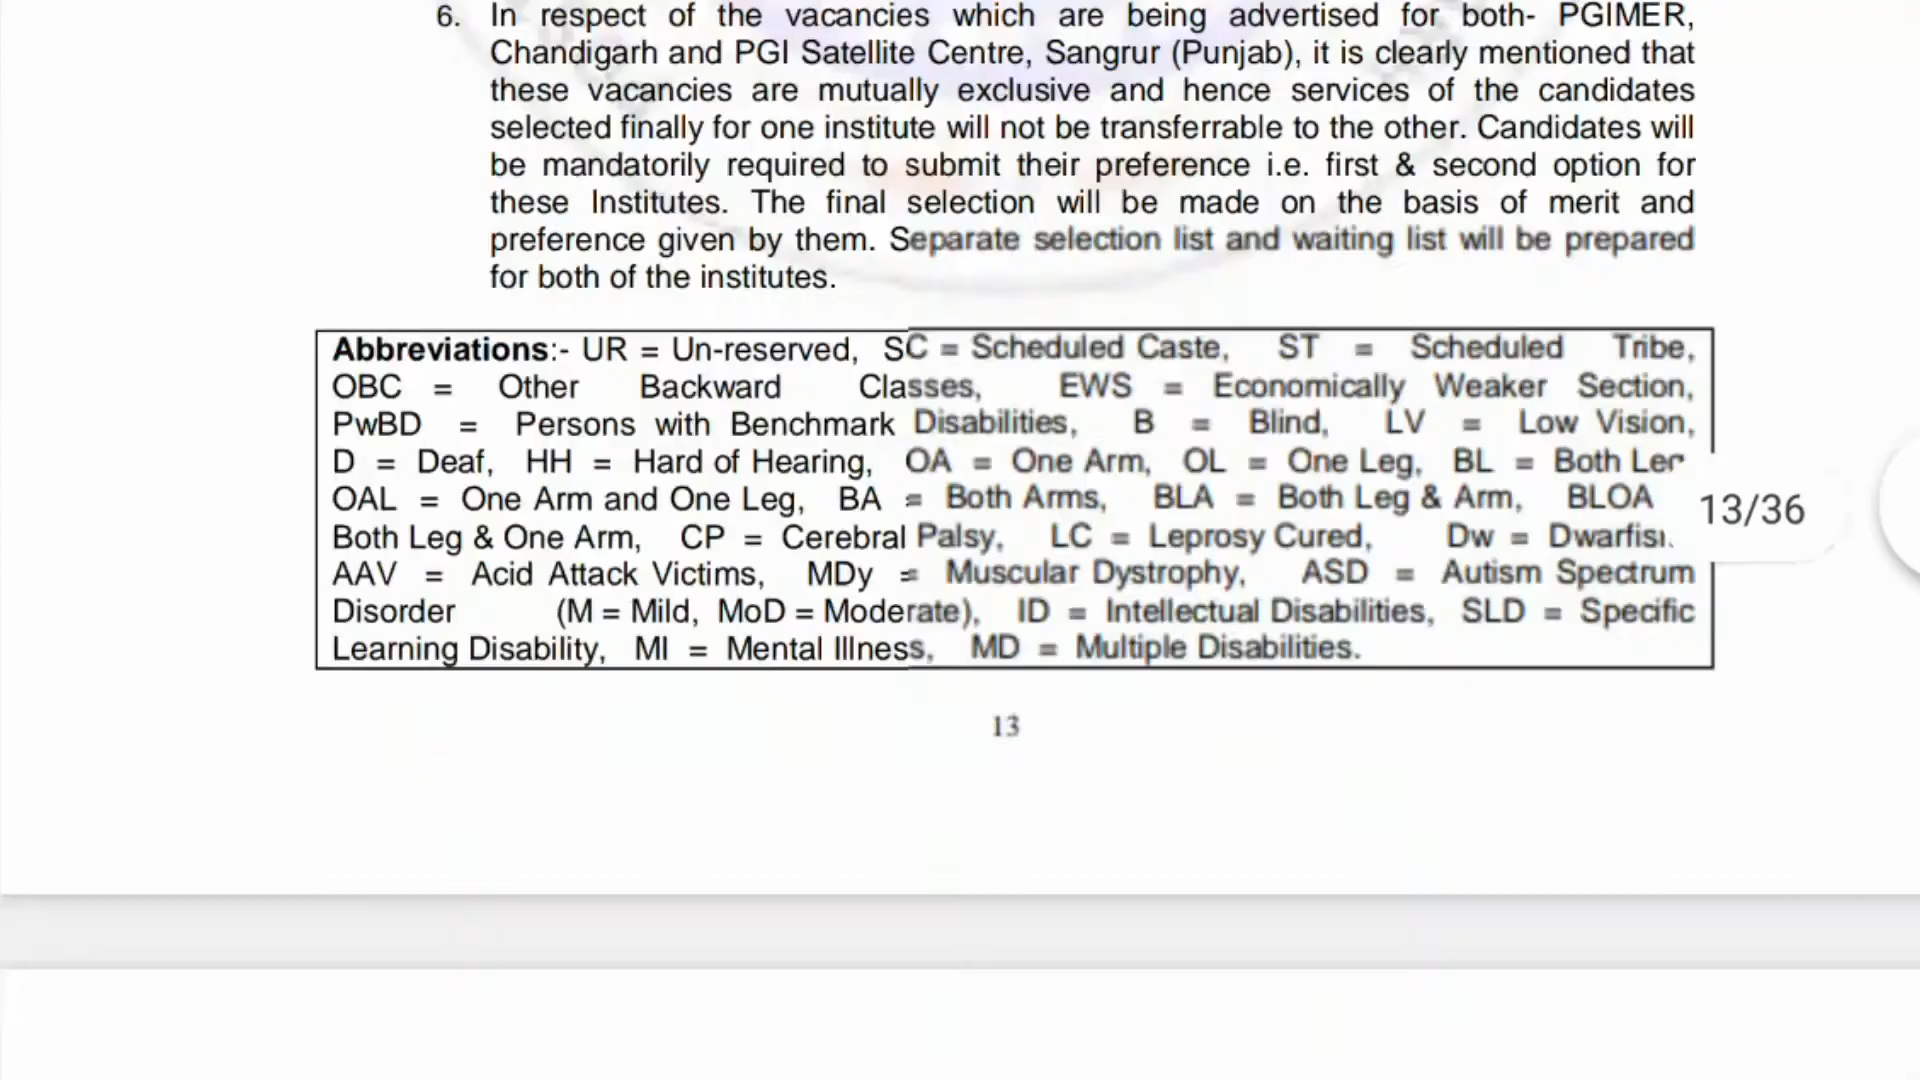 6. In respect of the vacancies which are being advertised for both- PGIMER,
Chandigarh and PGI Satellite Centre, Sangrur (Punjab), it is clearly mentioned that
these vacancies are mutually exclusive and hence services of the candidates
selected finally for one institute will not be transferrable to the other. Candidates will
be mandatorily required to submit their preference i.e. first & second option for
these Institutes. The final selection will be made on the basis of merit and
preference given by them. Separate selection list and waiting list will be prepared
for both of the institutes.
Abbreviations:- UR = Un-reserved, SC = Scheduled Caste, ST = Scheduled Tribe,
OBC = Other Backward Classes, EWS = Economically Weaker Section,
PwBD = Persons with Benchmark Disabilities, B = Blind, LV = Low Vision,
D = Deaf, HH = Hard of Hearing, OA = One Arm, OL = One Leg, BL = Both
OAL = One Arm and One Leg, BA = Both Arms, BLA = Both Leg & Arm, BLOA
13/36
Both Leg & One Arm, CP = Cerebral Palsy, LC = Leprosy Cured, Dw =
AAV = Acid Attack Victims, MDy = Muscular Dystrophy, ASD = Autism Spectrum
Disorder (M = Mild, MoD = Moderate), ID = Intellectual Disabilities, SLD = Specific
Learning Disability, MI = Mental Illness, MD = Multiple Disabilities.
13